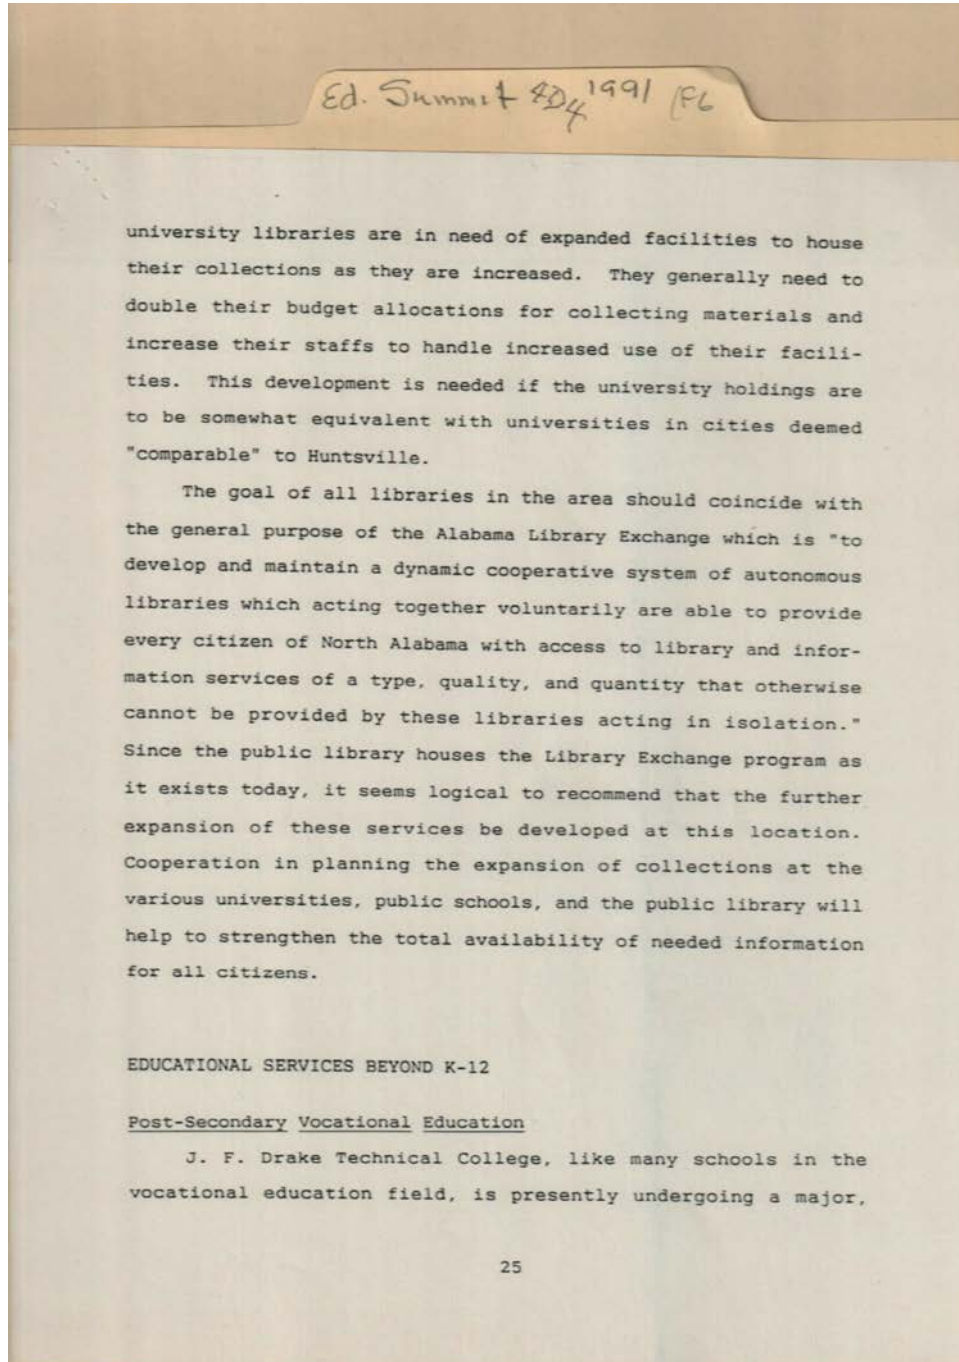 Ed. Summit 4D4 1991 F6
university libraries are in need of expanded facilities to house
their collections as they are increased. They generally need to
double their budget allocations for collecting materials and
increase their staffs to handle increased use of their facili-
ties. This development is needed if the university holdings are
to be somewhat equivalent with universities in cities deemed
"comparable" to Huntsville.
The goal of all libraries in the area should coincide with
the general purpose of the Alabama Library Exchange which is "to
develop and maintain a dynamic cooperative system of autonomous
libraries which acting together voluntarily are able to provide
every citizen of North Alabama with access to library and infor-
mation services of a type, quality, and quantity that otherwise
cannot be provided by these libraries acting in isolation."
Since the public library houses the Library Exchange program as
it exists today, it seems logical to recommend that the further
expansion of these services be developed at this location.
Cooperation in planning the expansion of collections at the
various universities, public schools, and the public library will
help to strengthen the total availability of needed information
for all citizens.
EDUCATIONAL SERVICES BEYOND K-12
Post-Secondary Vocational Education
J. F. Drake Technical College, like many schools in the
vocational education field, is presently undergoing a major,
25